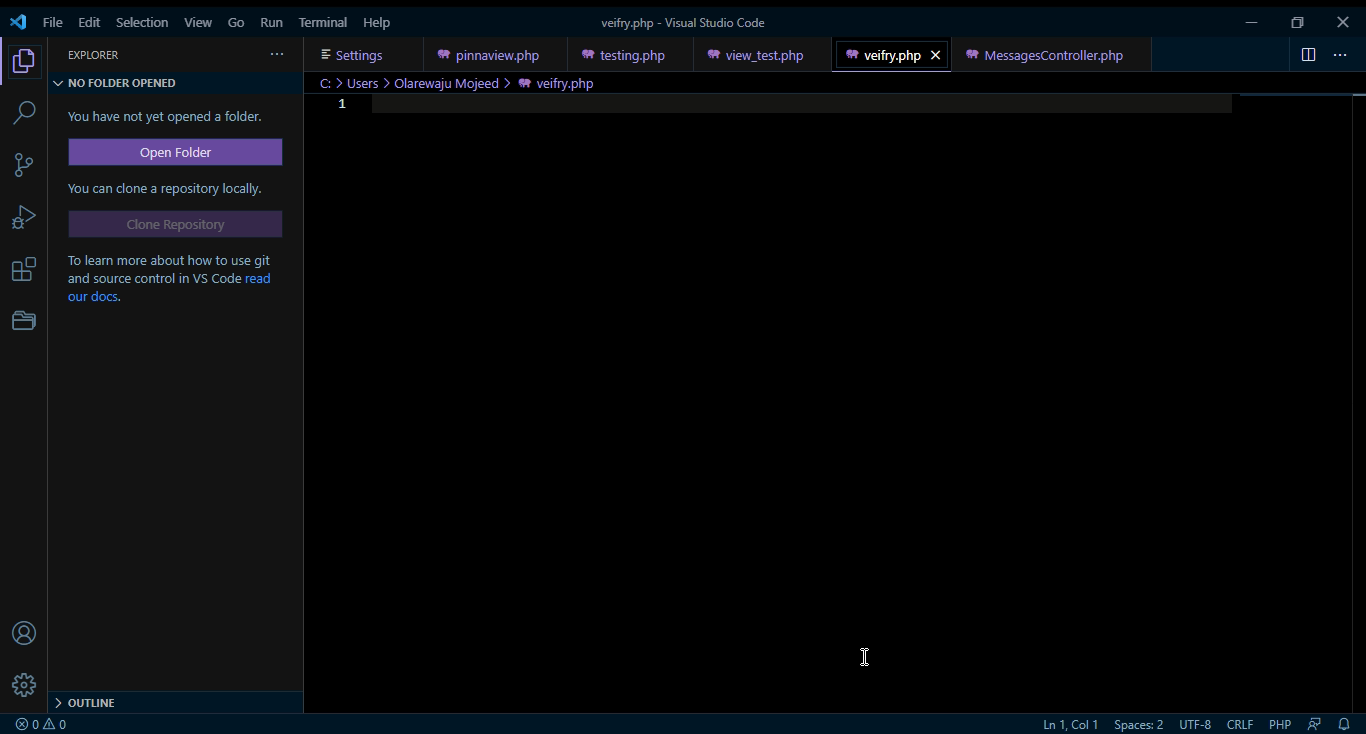 File Edit Selection View Go Run Terminal Help
veifry.php - Visual Studio Code
EXPLORER
Settings pinnaview.php testing.php view_test.php veifry.php MessagesController.php
NO FOLDER OPENED
C: > Users > Olarewaju Mojeed > veifry.php
1
You have not yet opened a folder.
Open Folder
You can clone a repository locally.
Clone Repository
To learn more about how to use git
and source control in VS Code read
our docs.
OUTLINE
0 0
Ln 1, Col 1 Spaces: 2 UTF-8 CRLF PHP